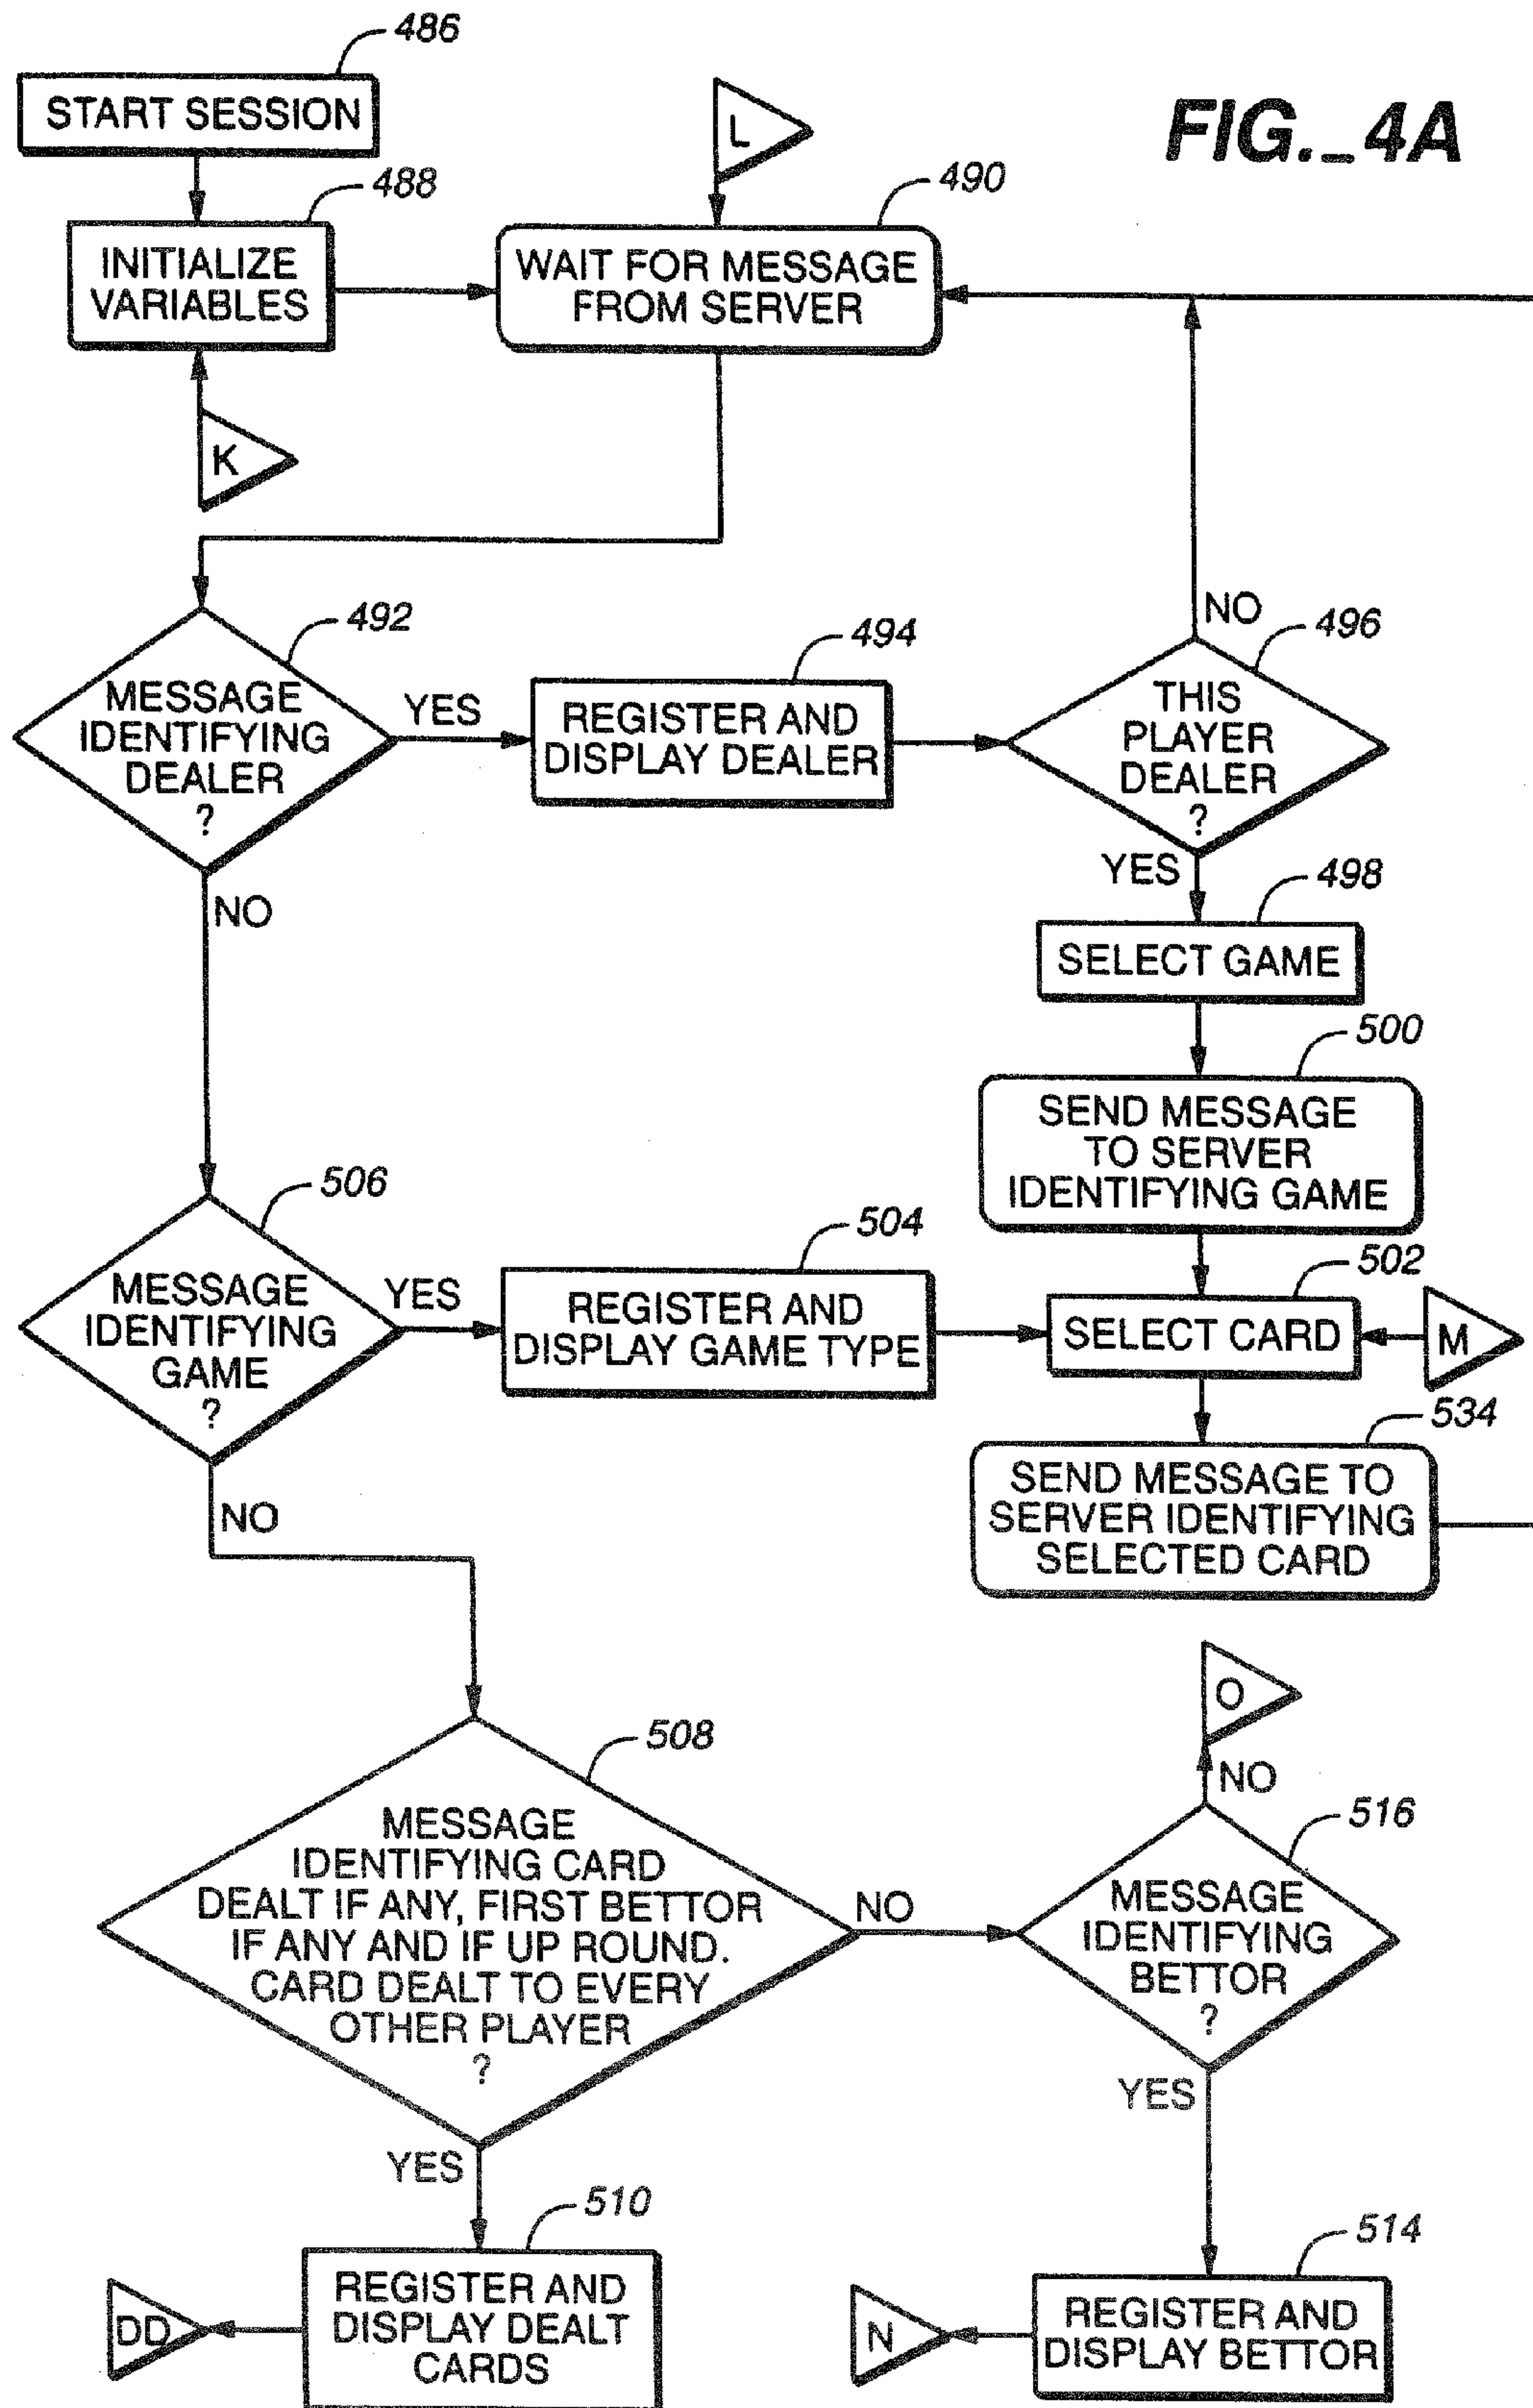 486
START SESSION
FIG._4A
L
488
490
INITIALIZE
VARIABLES
WAIT FOR MESSAGE
FROM SERVER
K
492
MESSAGE
IDENTIFYING
DEALER
?
YES
NO
494
REGISTER AND
DISPLAY DEALER
NO
496
THIS
PLAYER
DEALER
?
YES
498
SELECT GAME
500
SEND MESSAGE
TO SERVER
IDENTIFYING GAME
506
MESSAGE
IDENTIFYING
GAME
?
YES
NO
504
REGISTER AND
DISPLAY GAME TYPE
502
SELECT CARD
M
534
SEND MESSAGE TO
SERVER IDENTIFYING
SELECTED CARD
508
MESSAGE
IDENTIFYING CARD
DEALT IF ANY, FIRST BETTOR
IF ANY AND IF UP ROUND.
CARD DEALT TO EVERY
OTHER PLAYER
?
NO
YES
O
NO
516
MESSAGE
IDENTIFYING
BETTOR
?
YES
510
REGISTER AND
DISPLAY DEALT
CARDS
DD
514
REGISTER AND
DISPLAY BETTOR
N